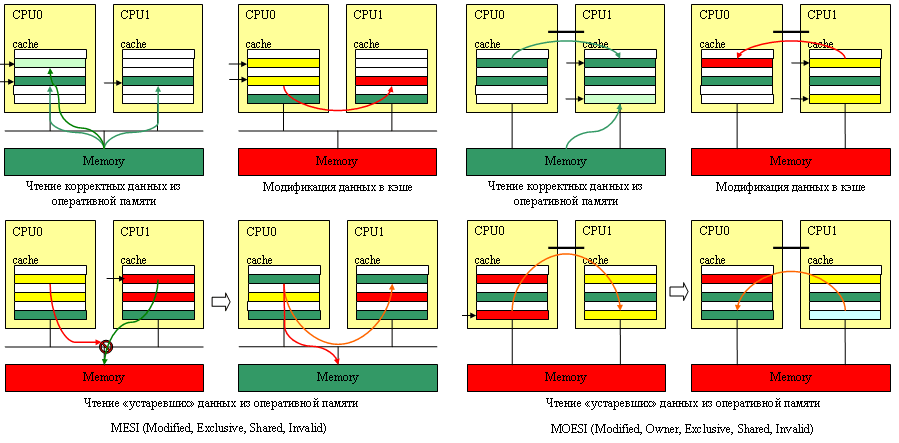 CPU0
CPU1
cache
cache
Memory
Чтение корректных данных из
оперативной памяти
CPU0
CPU1
cache
cache
Memory
Модификация данных в кэше
CPU0
CPU1
cache
cache
Memory
Чтение корректных данных из
оперативной памяти
CPU0
CPU1
cache
cache
Memory
Модификация данных в кэше
CPU0
CPU1
cache
cache
Memory
CPU0
CPU1
cache
cache
Memory
Чтение «устаревших» данных из оперативной памяти
MESI (Modified, Exclusive, Shared, Invalid)
CPU0
CPU1
cache
cache
Memory
CPU0
CPU1
cache
cache
Memory
Чтение «устаревших» данных из оперативной памяти
MOESI (Modified, Owner, Exclusive, Shared, Invalid)